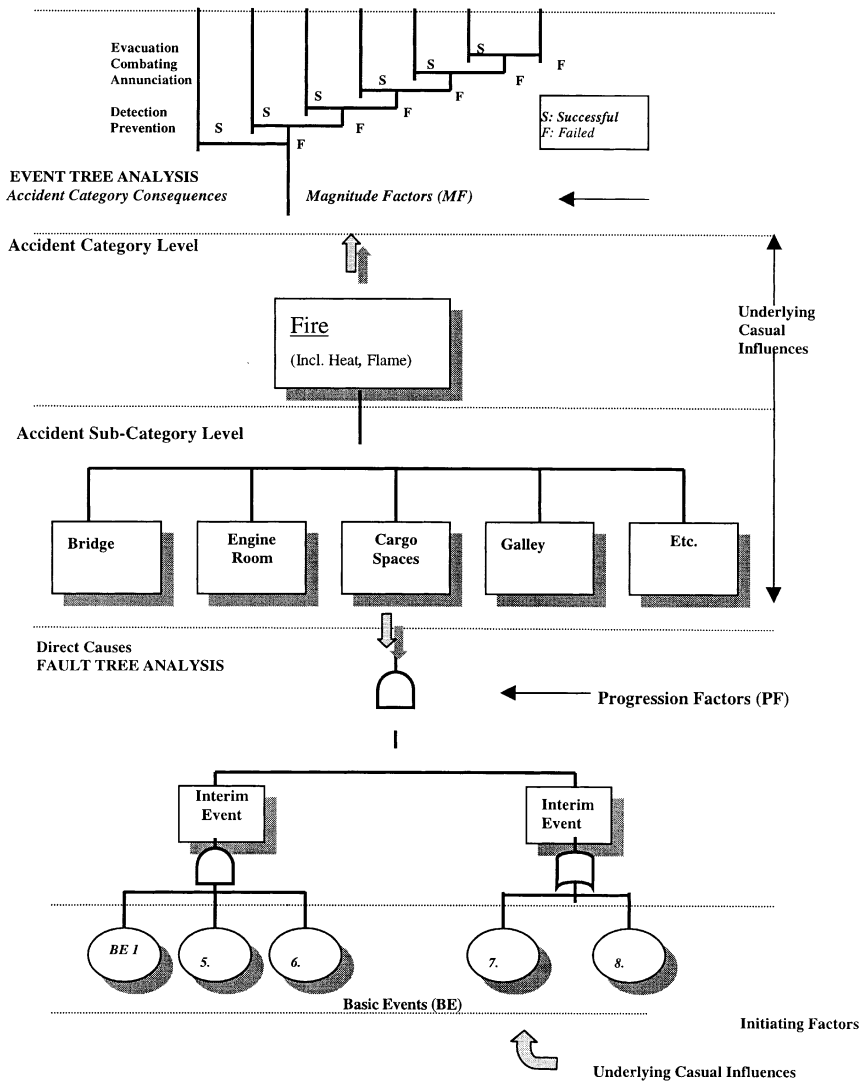 Evacuation
Combating
Annunciation
Detection
Prevention
S
F
S
F
S
F
S
F
S
F
S
F
S: Successful
F: Failed
EVENT TREE ANALYSIS
Accident Category Consequences
Magnitude Factors (MF)
Accident Category Level
Fire
(Incl. Heat, Flame)
Underlying
Casual
Influences
Accident Sub-Category Level
Bridge
Engine
Room
Cargo
Spaces
Galley
Etc.
Direct Causes
FAULT TREE ANALYSIS
Progression Factors (PF)
Interim
Event
Interim
Event
BE 1
5.
6.
7.
8.
Basic Events (BE)
Initiating Factors
Underlying Casual Influences